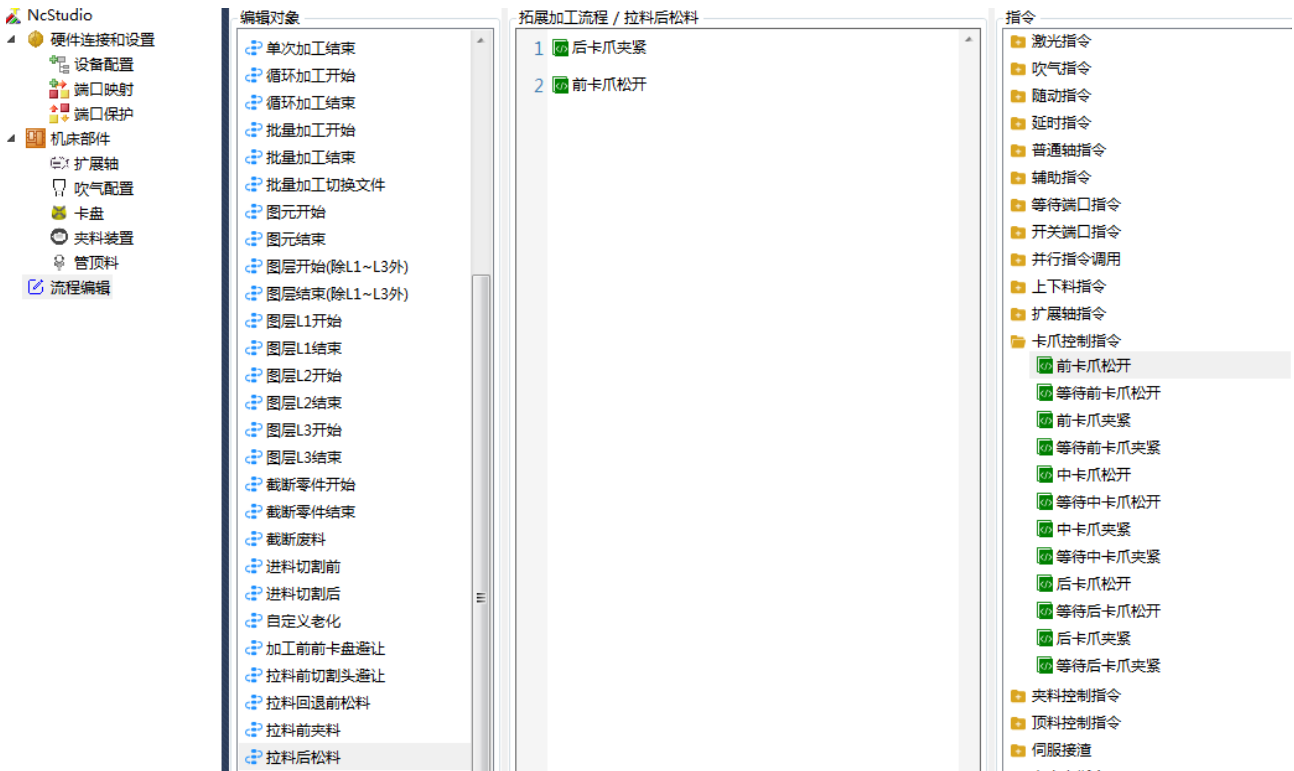 NcStudio
硬件连接和设置
设备配置
端口映射
端口保护
机床部件
扩展轴
吹气配置
卡盘
夹料装置
管顶料
流程编辑
编辑对象
单次加工结束
循环加工开始
循环加工结束
批量加工开始
批量加工结束
批量加工切换文件
图元开始
图元结束
图层开始(除L1~L3外)
图层结束(除L1~L3外)
图层L1开始
图层L1结束
图层L2开始
图层L2结束
图层L3开始
图层L3结束
截断零件开始
截断零件结束
截断废料
进料切割前
进料切割后
自定义老化
加工前前卡盘避让
拉料前切割头避让
拉料回退前松料
拉料前夹料
拉料后松料
拓展加工流程 / 拉料后松料
1 后卡爪夹紧
2 前卡爪松开
指令
激光指令
吹气指令
随动指令
延时指令
普通轴指令
辅助指令
等待端口指令
开关端口指令
并行指令调用
上下料指令
扩展轴指令
卡爪控制指令
前卡爪松开
等待前卡爪松开
前卡爪夹紧
等待前卡爪夹紧
中卡爪松开
等待中卡爪松开
中卡爪夹紧
等待中卡爪夹紧
后卡爪松开
等待后卡爪松开
后卡爪夹紧
等待后卡爪夹紧
夹料控制指令
顶料控制指令
伺服接渣